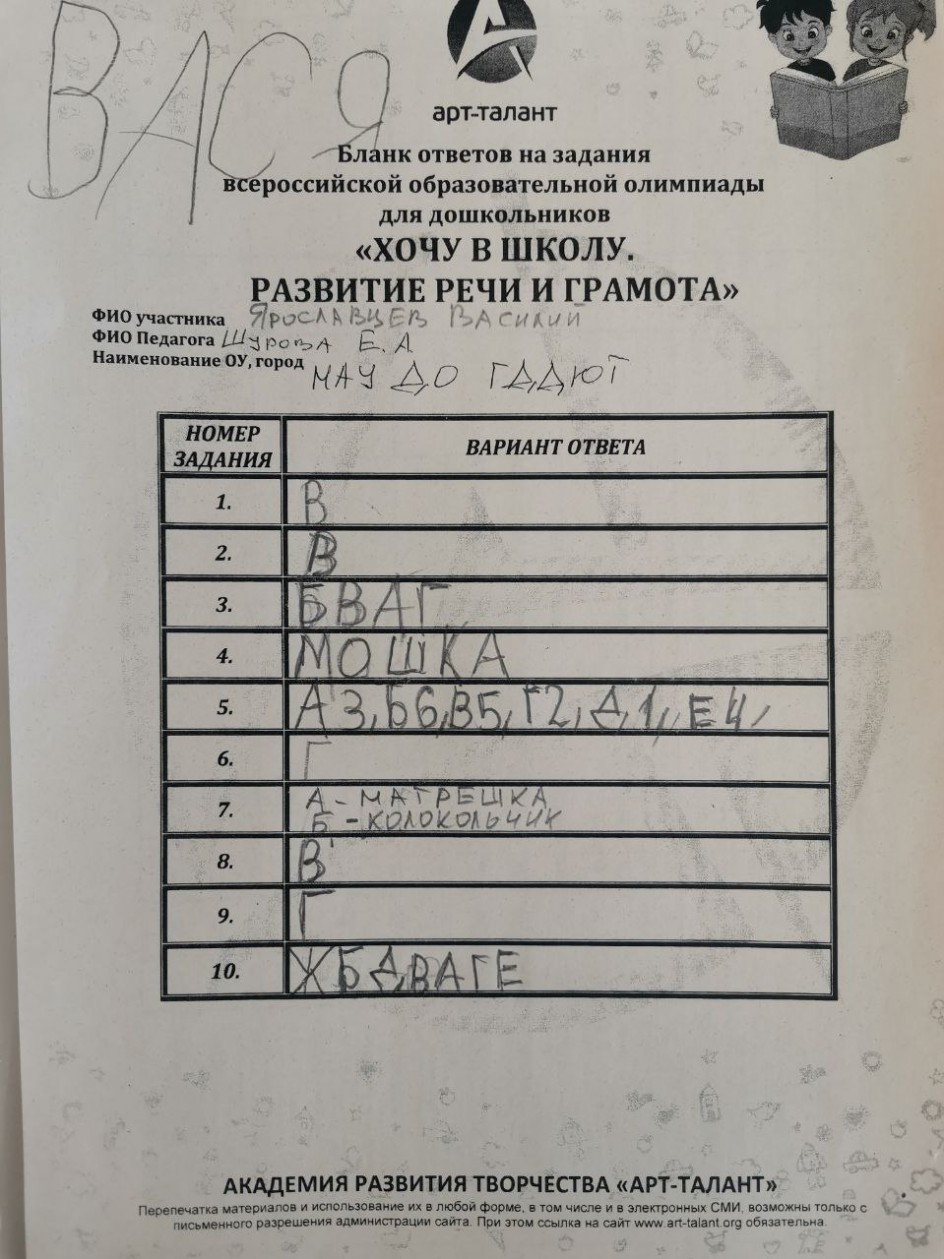 ВАСЯ
арт-талант
Бланк ответов на задания
всероссийской образовательной олимпиады
для дошкольников
«ХОЧУ В ШКОЛУ.
РАЗВИТИЕ РЕЧИ И ГРАМОТА»
ФИО участника ЯРОСЛАВЦЕВ ВАСИЛИЙ
ФИО Педагога ШУРОВА Е.А
Наименование ОУ, город МАУ ДО ГДДЮТ
НОМЕР ЗАДАНИЯ ВАРИАНТ ОТВЕТА
1. В
2. В
3. БВАГ
4. МОШКА
5. А3,Б6,В5,Г2,Д1,Е4,
6. Г
7. А - МАТРЕШКА
Б - КОЛОКОЛЬЧИК
8. В
9. Г
10. ЖБДВАГЕ
АКАДЕМИЯ РАЗВИТИЯ ТВОРЧЕСТВА «АРТ-ТАЛАНТ»
Перепечатка материалов и использование их в любой форме, в том числе и в электронных СМИ, возможны только с
письменного разрешения администрации сайта. При этом ссылка на сайт www.art-talant.org обязательна.